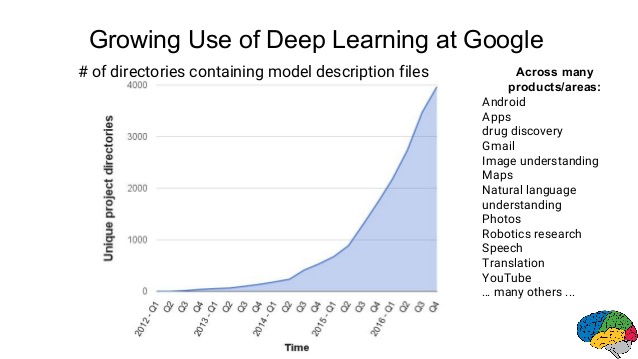 Growing Use of Deep Learning at Google
# of directories containing model description files
Across many
products/areas:
Android
Apps
drug discovery
Gmail
Image understanding
Maps
Natural language
understanding
Photos
Robotics research
Speech
Translation
YouTube
... many others ...
Unique project directories
4000
3000
2000
1000
0
2012 - Q1
Q2
Q3
Q4
2013 - Q1
Q2
Q3
Q4
2014 - Q1
Q2
Q3
Q4
2015 - Q1
Q2
Q3
Q4
2016 - Q1
Q2
Q3
Q4
Time